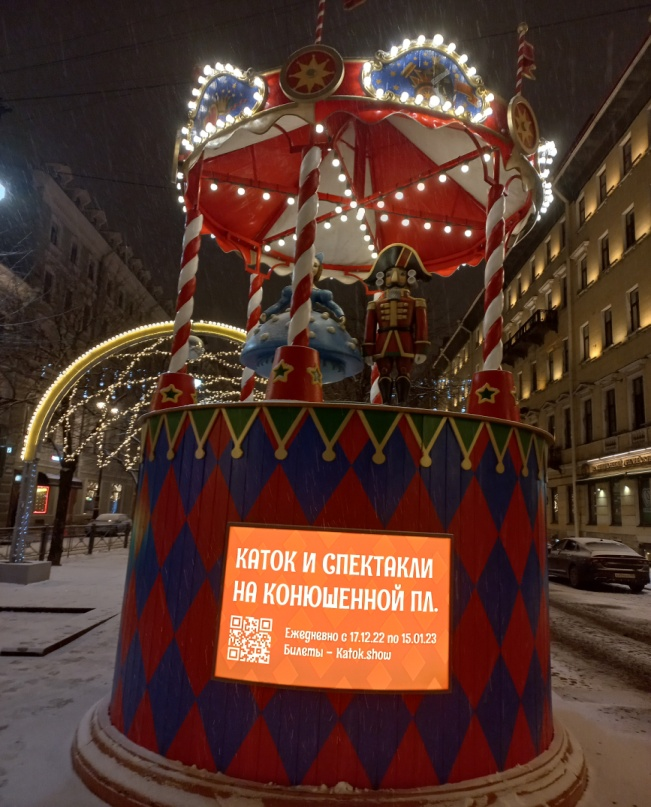 КАТОК И СПЕКТАКЛИ
НА КОНЮШЕННОЙ ПЛ.
Ежедневно с 17.12.22 по 15.01.23
Билеты – Katok.show